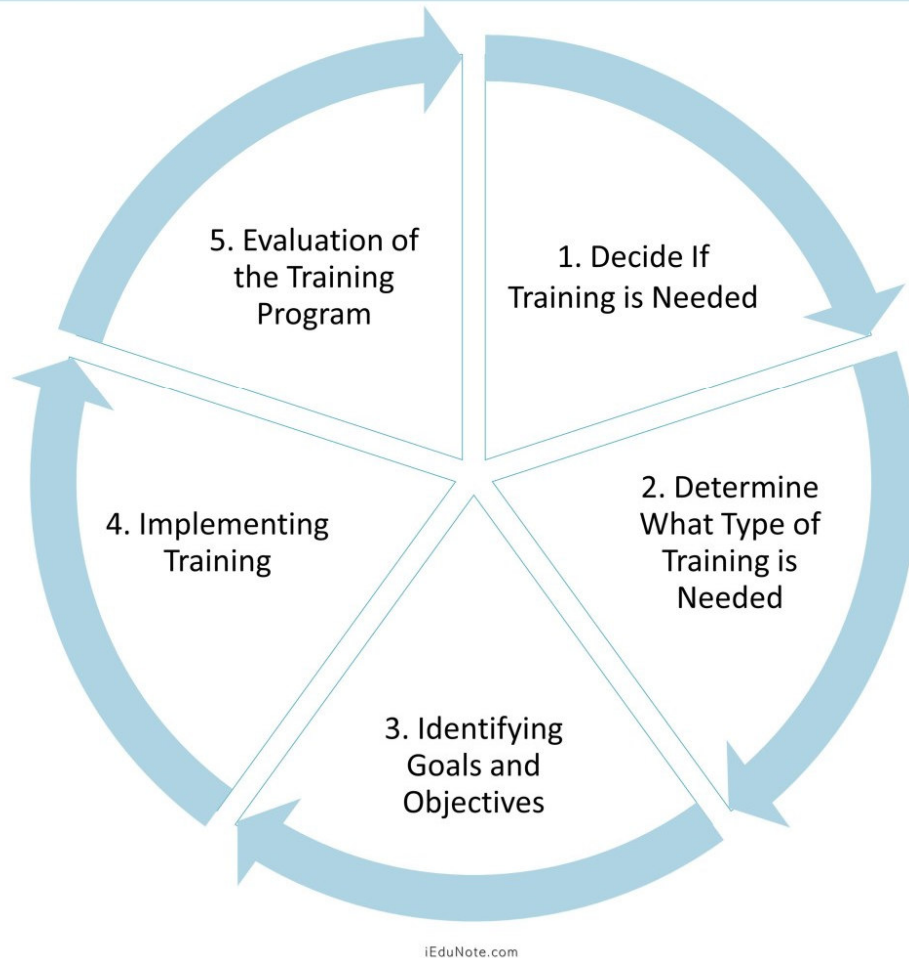 1. Decide If
Training is Needed
2. Determine
What Type of
Training is
Needed
3. Identifying
Goals and
Objectives
4. Implementing
Training
5. Evaluation of
the Training
Program
iEduNote.com